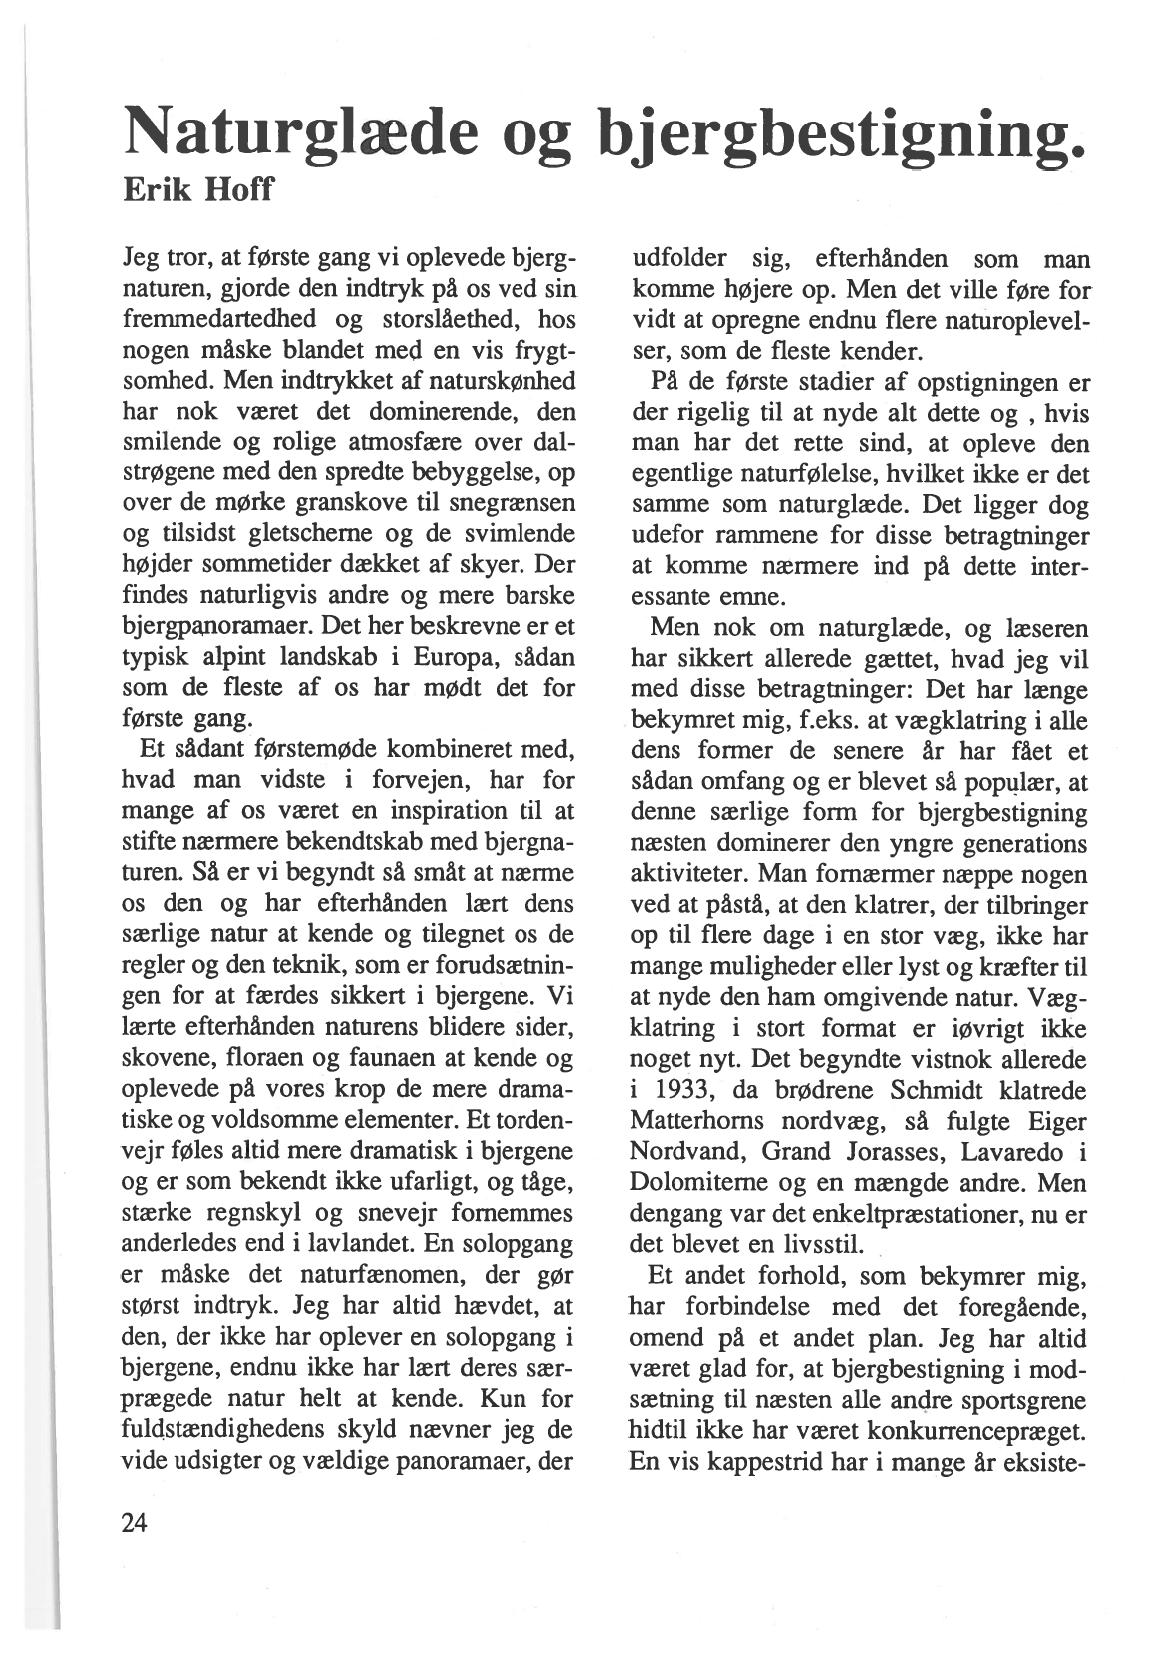 Naturglæde og bjergbestigning.
Erik Hoff
Jeg tror, at første gang vi oplevede bjerg-
naturen, gjorde den indtryk på os ved sin
fremmedartedhed og storslåethed, hos
nogen måske blandet med en vis frygt-
somhed. Men indtrykket af naturskønhed
har nok været det dominerende, den
smilende og rolige atmosfære over dal-
strøgene med den spredte bebyggelse, op
over de mørke granskove til snegrænsen
og tilsidst gletscherne og de svimlende
højder sommetider dækket af skyer. Der
findes naturligvis andre og mere barske
bjergpanoramaer. Det her beskrevne er et
typisk alpint landskab i Europa, sådan
som de fleste af os har mødt det for
første gang.
Et sådant førstemøde kombineret med,
hvad man vidste i forvejen, har for
mange af os været en inspiration til at
stifte nærmere bekendtskab med bjergna-
turen. Så er vi begyndt så småt at nærme
os den og har efterhånden lært dens
særlige natur at kende og tilegnet os de
regler og den teknik, som er forudsætnin-
gen for at færdes sikkert i bjergene. Vi
lærte efterhånden naturens blidere sider,
skovene, floraen og faunaen at kende og
oplevede på vores krop de mere drama-
tiske og voldsomme elementer. Et torden-
vejr føles altid mere dramatisk i bjergene
og er som bekendt ikke ufarligt, og tåge,
stærke regnskyl og snevejr fornemmes
anderledes end i lavlandet. En solopgang
er måske det naturfænomen, der gør
størst indtryk. Jeg har altid hævdet, at
den, der ikke har oplever en solopgang i
bjergene, endnu ikke har lært deres sær-
prægede natur helt at kende. Kun for
fuldstændighedens skyld nævner jeg de
vide udsigter og vældige panoramaer, der
udfolder sig, efterhånden som man
komme højere op. Men det ville føre for
vidt at opregne endnu flere naturoplevel-
ser, som de fleste kender.
På de første stadier af opstigningen er
der rigelig til at nyde alt dette og , hvis
man har det rette sind, at opleve den
egentlige naturfølelse, hvilket ikke er det
samme som naturglæde. Det ligger dog
udefor rammene for disse betragtninger
at komme nærmere ind på dette inter-
essante emne.
Men nok om naturglæde, og læseren
har sikkert allerede gættet, hvad jeg vil
med disse betragtninger: Det har længe
bekymret mig, f.eks. at vægklatring i alle
dens former de senere år har fået et
sådan omfang og er blevet så populær, at
denne særlige form for bjergbestigning
næsten dominerer den yngre generations
aktiviteter. Man fornærmer næppe nogen
ved at påstå, at den klatrer, der tilbringer
op til flere dage i en stor væg, ikke har
mange muligheder eller lyst og kræfter til
at nyde den ham omgivende natur. Væg-
klatring i stort format er iøvrigt ikke
noget nyt. Det begyndte vistnok allerede
i 1933, da brødrene Schmidt klatrede
Matterhorns nordvæg, så fulgte Eiger
Nordvand, Grand Jorasses, Lavaredo i
Dolomiterne og en mængde andre. Men
dengang var det enkeltpræstationer, nu er
det blevet en livsstil.
Et andet forhold, som bekymrer mig,
har forbindelse med det foregående,
omend på et andet plan. Jeg har altid
været glad for, at bjergbestigning i mod-
sætning til næsten alle andre sportsgrene
hidtil ikke har været konkurrencepræget.
En vis kappestrid har i mange år eksiste-
24